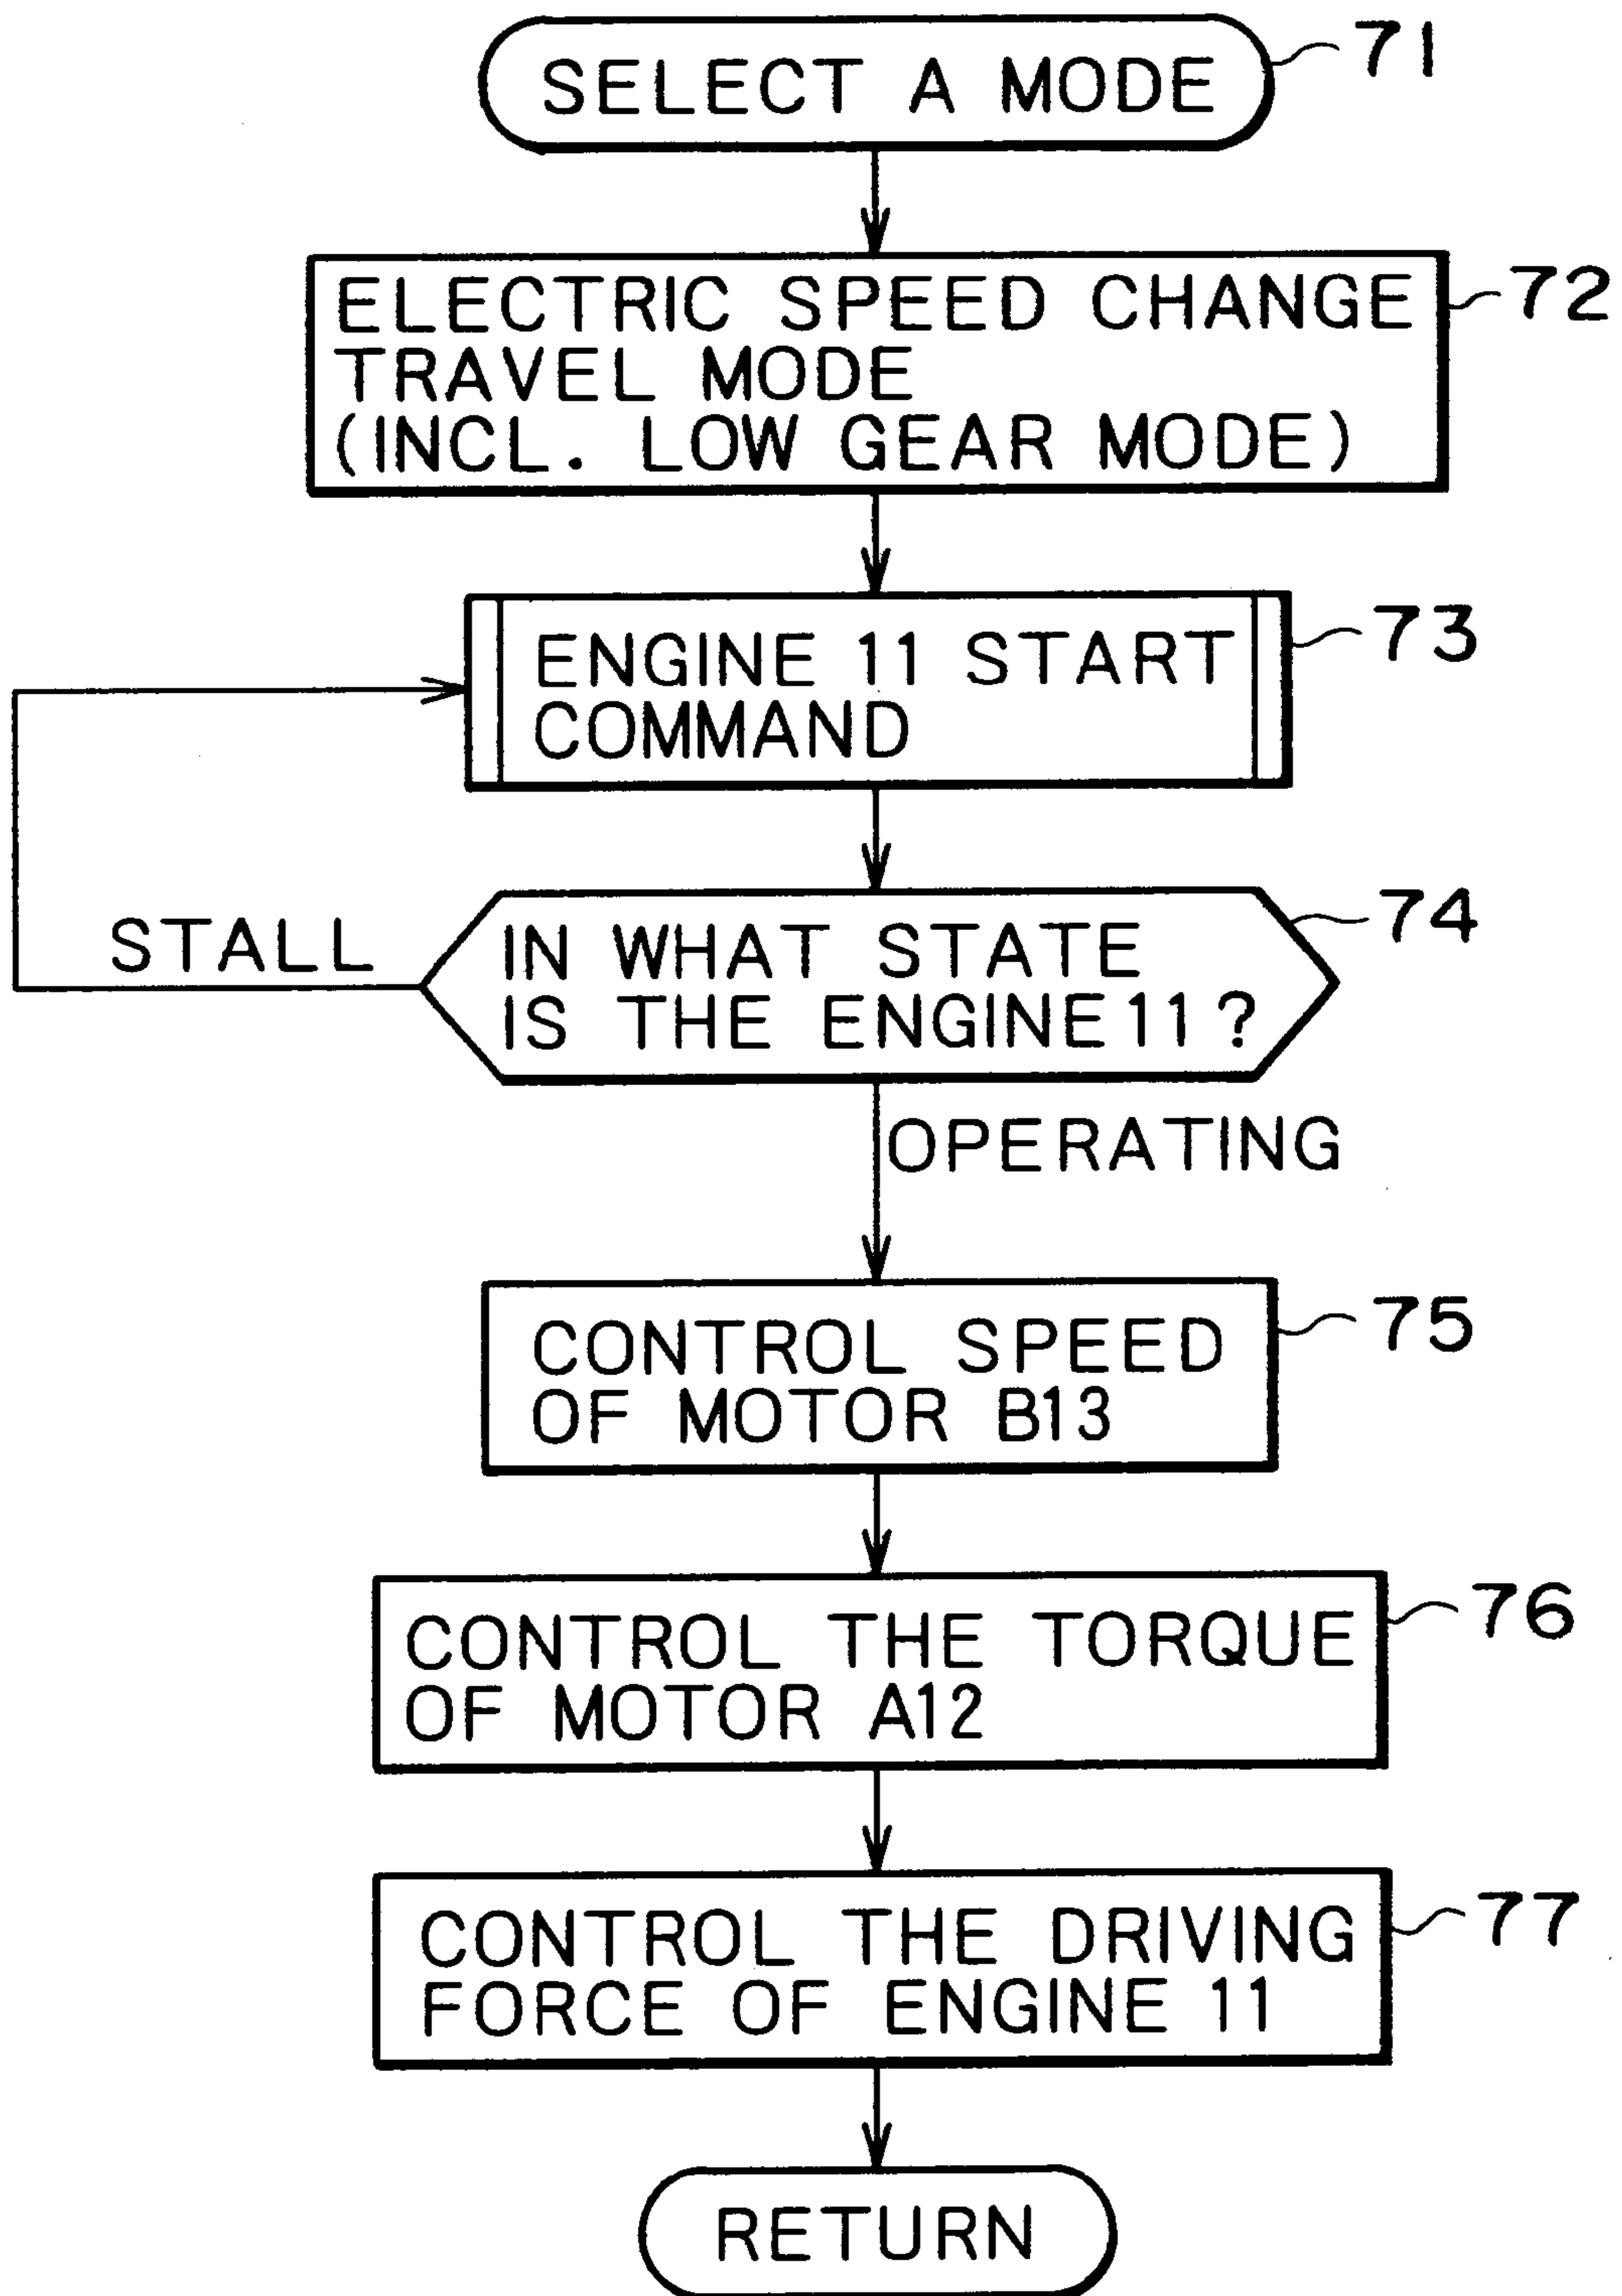 SELECT A MODE
71
ELECTRIC SPEED CHANGE
TRAVEL MODE
(INCL. LOW GEAR MODE)
72
ENGINE 11 START
COMMAND
73
STALL
IN WHAT STATE
IS THE ENGINE 11?
74
OPERATING
CONTROL SPEED
OF MOTOR B13
75
CONTROL THE TORQUE
OF MOTOR A12
76
CONTROL THE DRIVING
FORCE OF ENGINE 11
77
RETURN